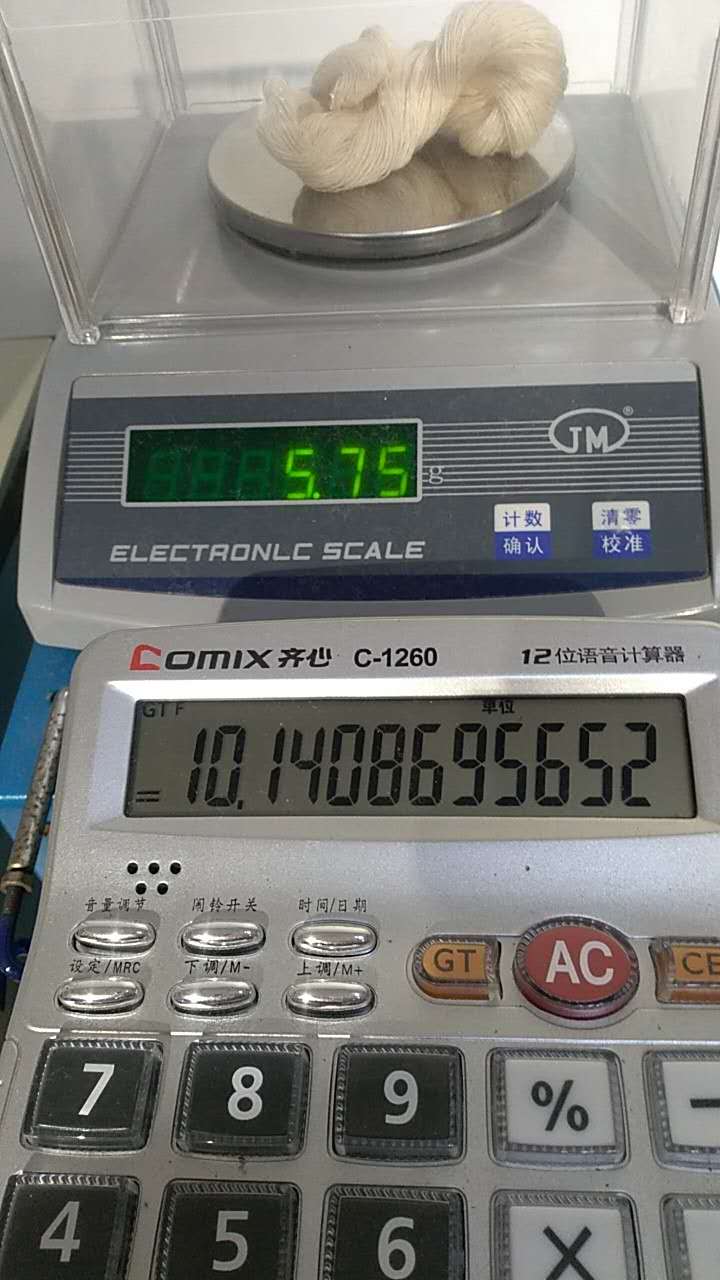 JM®
5.75 g
计数 清零
确认 校准
ELECTRONLC SCALE
COMIX 齐心 C-1260 12位语音计算器
GT F 单位
= 10.1408695652
音量调节 闹铃开关 时间/日期
设定/MRC 下调/M- 上调/M+
GT AC CE
7 8 9 % -
4 5 6 X